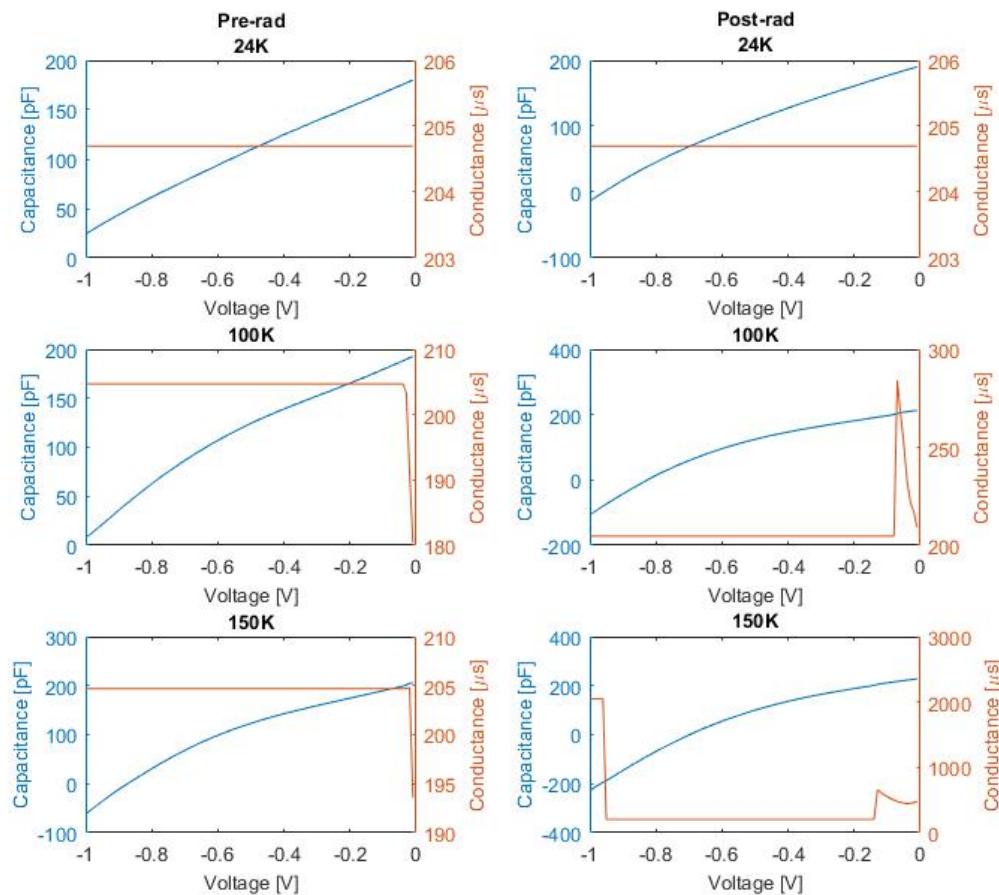 Pre-rad
24K
200
150
100
50
0
Capacitance [pF]
206
205
204
203
Conductance [μs]
-1 -0.8 -0.6 -0.4 -0.2 0
Voltage [V]
Post-rad
24K
200
100
0
-100
Capacitance [pF]
206
205
204
203
Conductance [μs]
-1 -0.8 -0.6 -0.4 -0.2 0
Voltage [V]
100K
200
150
100
50
0
Capacitance [pF]
210
200
190
180
Conductance [μs]
-1 -0.8 -0.6 -0.4 -0.2 0
Voltage [V]
100K
400
200
0
-200
Capacitance [pF]
300
250
200
Conductance [μs]
-1 -0.8 -0.6 -0.4 -0.2 0
Voltage [V]
150K
300
200
100
0
-100
Capacitance [pF]
210
205
200
195
190
Conductance [μs]
-1 -0.8 -0.6 -0.4 -0.2 0
Voltage [V]
150K
400
200
0
-200
-400
Capacitance [pF]
3000
2000
1000
0
Conductance [μs]
-1 -0.8 -0.6 -0.4 -0.2 0
Voltage [V]